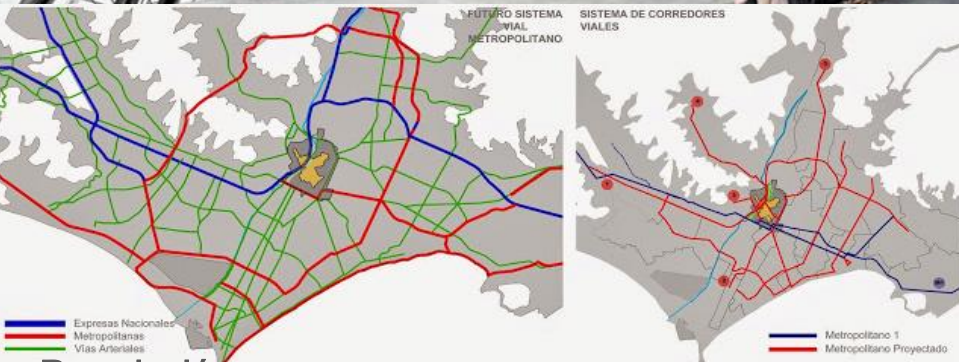 FUTURO SISTEMA
VIAL
METROPOLITANO
SISTEMA DE CORREDORES
VIALES
Expresas Nacionales
Metropolitanas
Vías Arteriales
Metropolitano 1
Metropolitano Proyectado